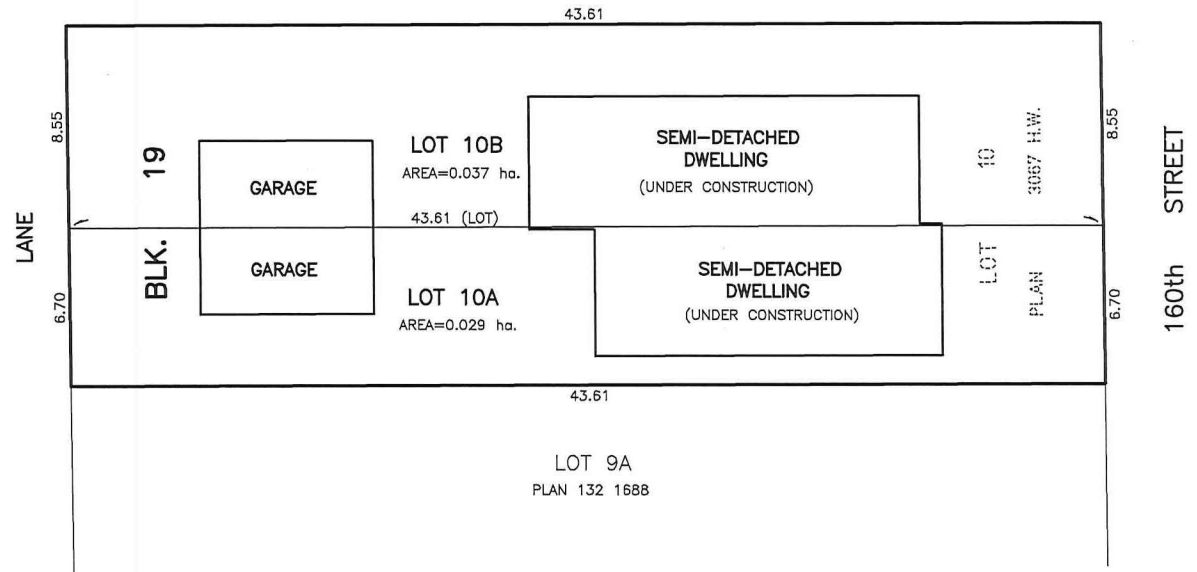 43.61
8.55
8.55
LANE
BLK. 19
GARAGE
LOT 10B
AREA=0.037 ha.
SEMI-DETACHED
DWELLING
(UNDER CONSTRUCTION)
LOT 10
PLAN 3067 H.W.
160th STREET
43.61 (LOT)
GARAGE
LOT 10A
AREA=0.029 ha.
SEMI-DETACHED
DWELLING
(UNDER CONSTRUCTION)
6.70
6.70
43.61
LOT 9A
PLAN 132 1688